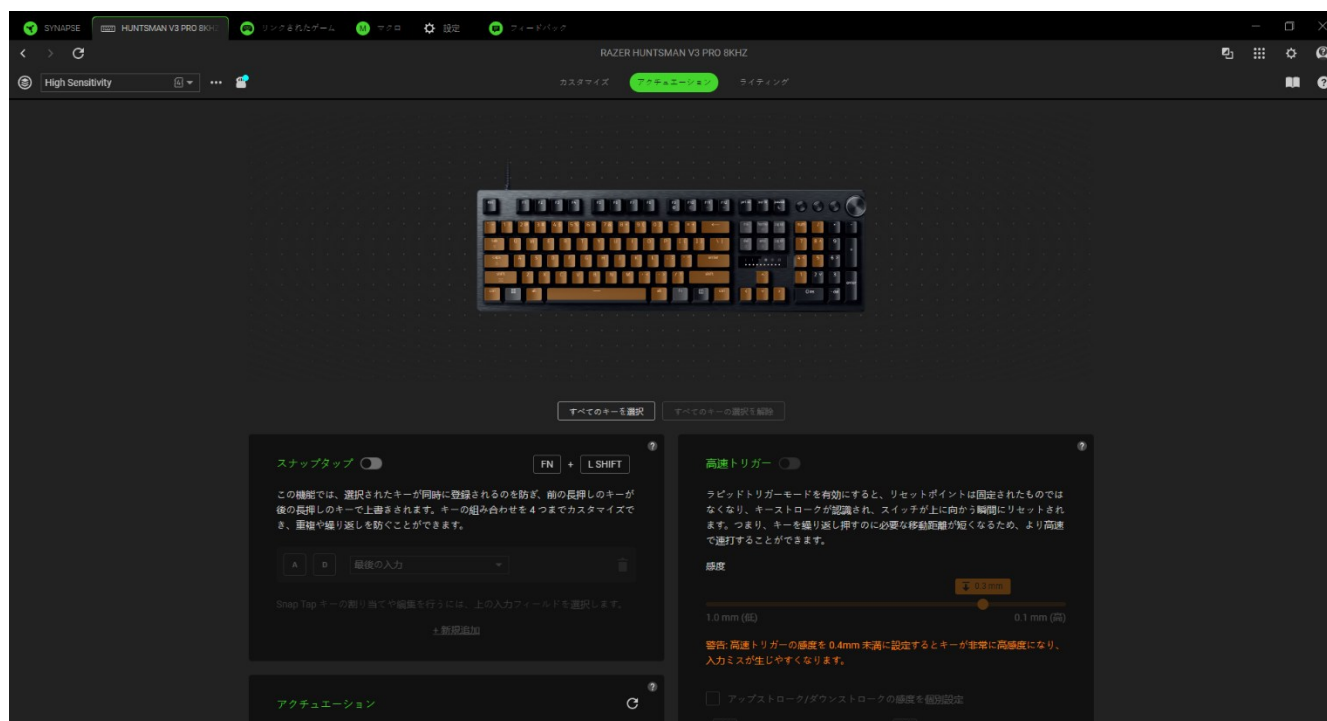 SYNAPSE
HUNTSMAN V3 PRO 8KH
リンクされたゲーム
マクロ
設定
フィードバック
RAZER HUNTSMAN V3 PRO 8KHZ
High Sensitivity
カスタマイズ
アクチュエーション
ライティング
すべてのキーを選択
すべてのキーの選択を解除
スナップタップ
FN + L SHIFT
この機能では、選択されたキーが同時に登録されるのを防ぎ、前の長押しのキーが
後の長押しのキーで上書きされます。キーの組み合わせを 4 つまでカスタマイズで
き、重複や繰り返しを防ぐことができます。
A D 最後の入力
Snap Tap キーの割り当てや編集を行うには、上の入力フィールドを選択します。
+ 新規追加
アクチュエーション
高速トリガー
ラピッドトリガーモードを有効にすると、リセットポイントは固定されたものでは
なくなり、キーストロークが認識され、スイッチが上に向かう瞬間にリセットされ
ます。つまり、キーを繰り返し押すのに必要な移動距離が短くなるため、より高速
で連打することができます。
感度
0.3 mm
1.0 mm (低) 0.1 mm (高)
警告: 高速トリガーの感度を 0.4mm 未満に設定するとキーが非常に高感度になり、
入力ミスが生じやすくなります。
アップストローク/ダウンストロークの感度を個別設定